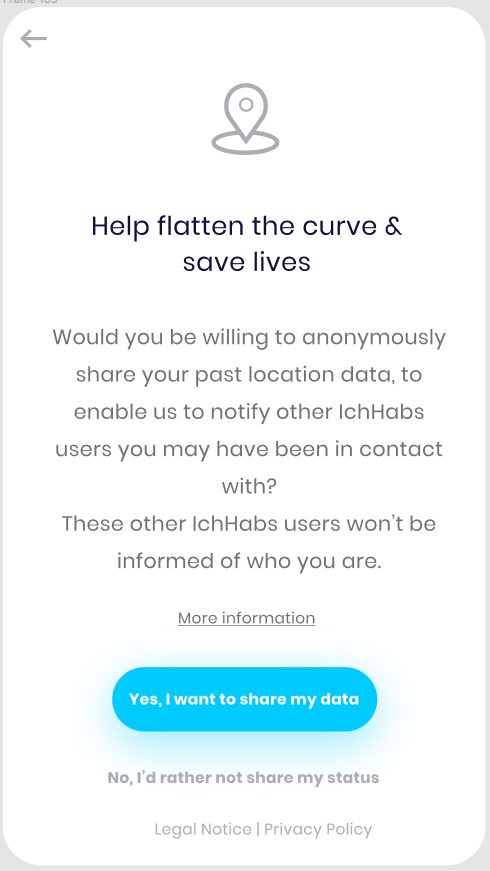 Frame 163
Help flatten the curve &
save lives
Would you be willing to anonymously
share your past location data, to
enable us to notify other IchHabs
users you may have been in contact
with?
These other IchHabs users won't be
informed of who you are.
More information
Yes, I want to share my data
No, I'd rather not share my status
Legal Notice | Privacy Policy